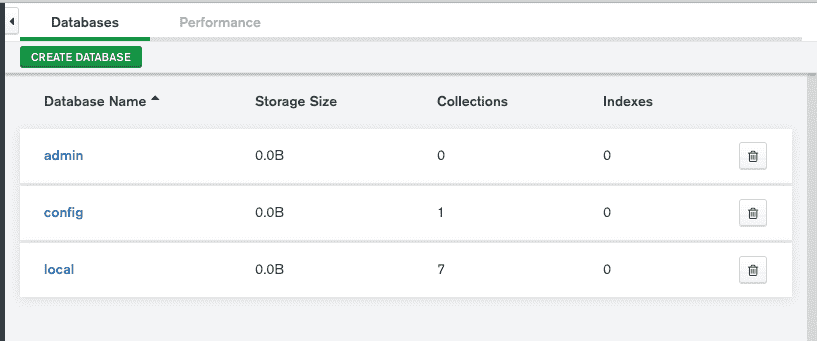 Databases Performance
CREATE DATABASE
Database Name Storage Size Collections Indexes
admin 0.0B 0 0
config 0.0B 1 0
local 0.0B 7 0